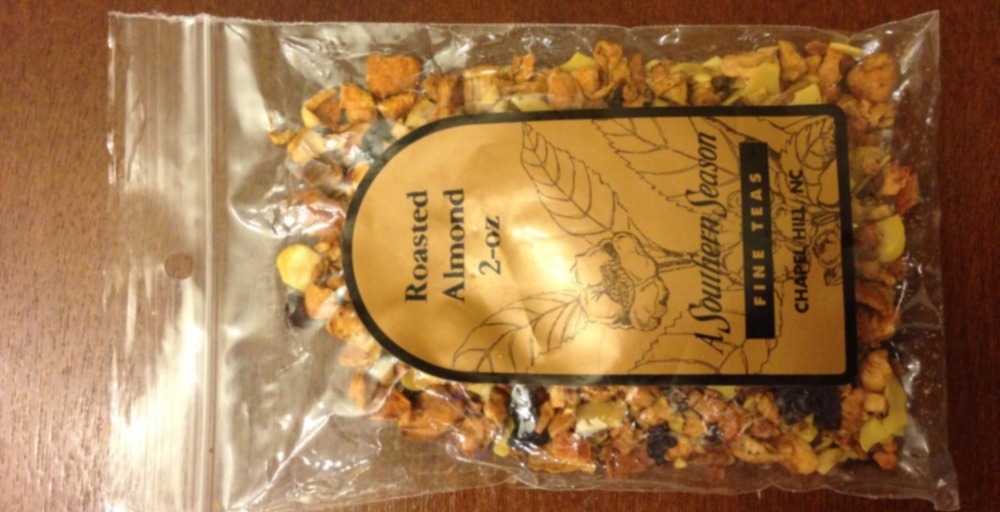 Roasted
Almond
2-oz
A Southern Season
FINE TEAS
CHAPEL HILL, NC